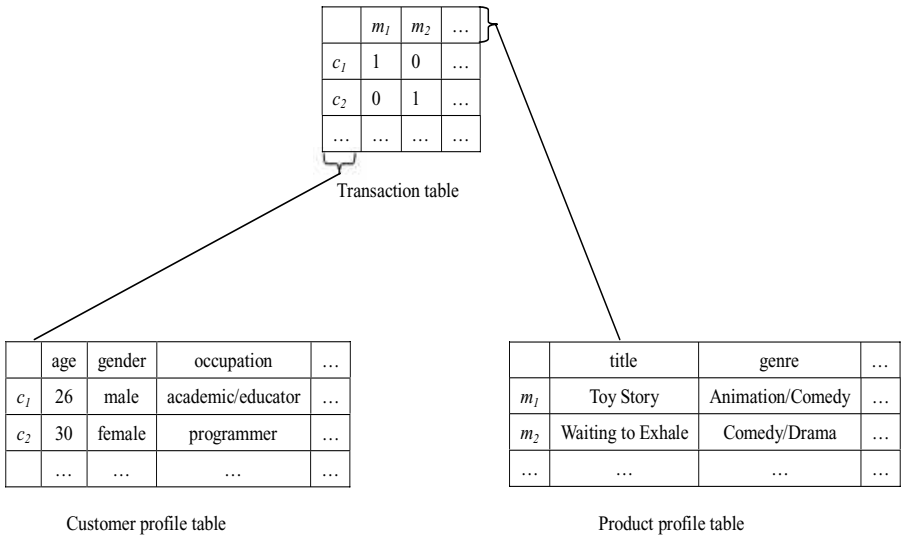 m1 m2 …
c1 1 0 …
c2 0 1 …
… … … …
Transaction table
age gender occupation …
c1 26 male academic/educator …
c2 30 female programmer …
… … … …
Customer profile table
title genre …
m1 Toy Story Animation/Comedy …
m2 Waiting to Exhale Comedy/Drama …
… … … …
Product profile table